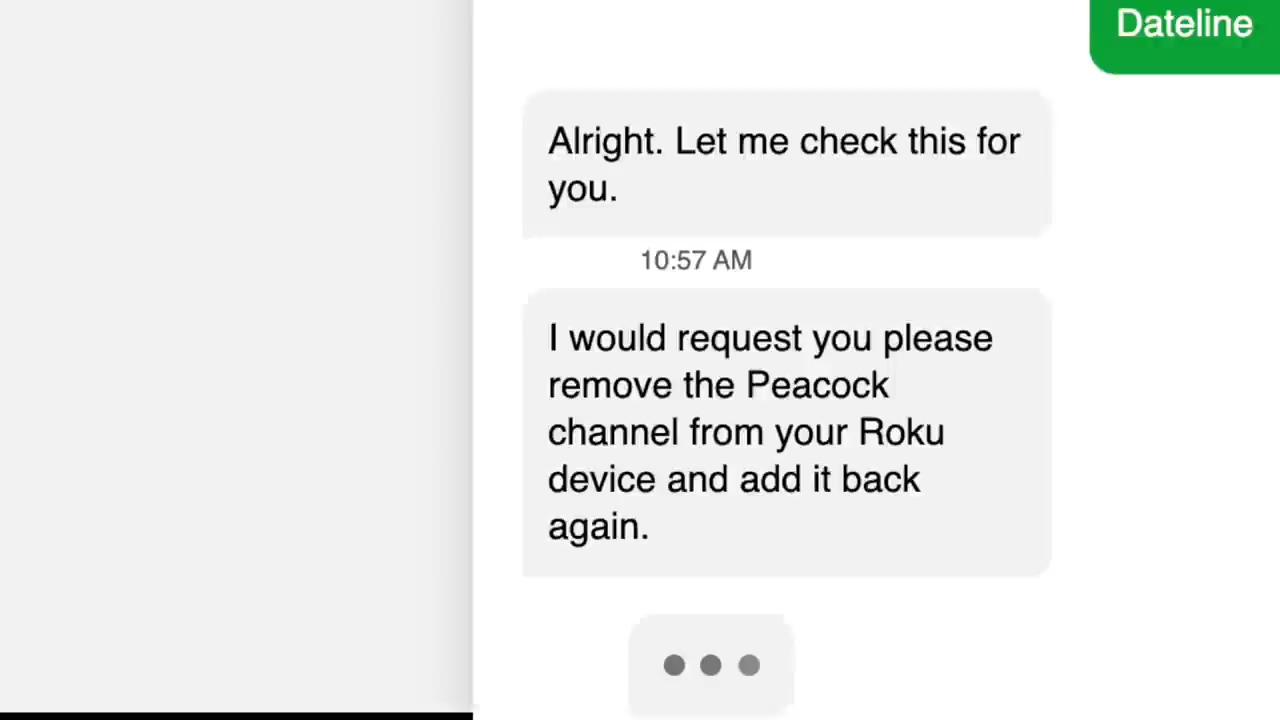 Dateline
Alright. Let me check this for
you.
10:57 AM
I would request you please
remove the Peacock
channel from your Roku
device and add it back
again.